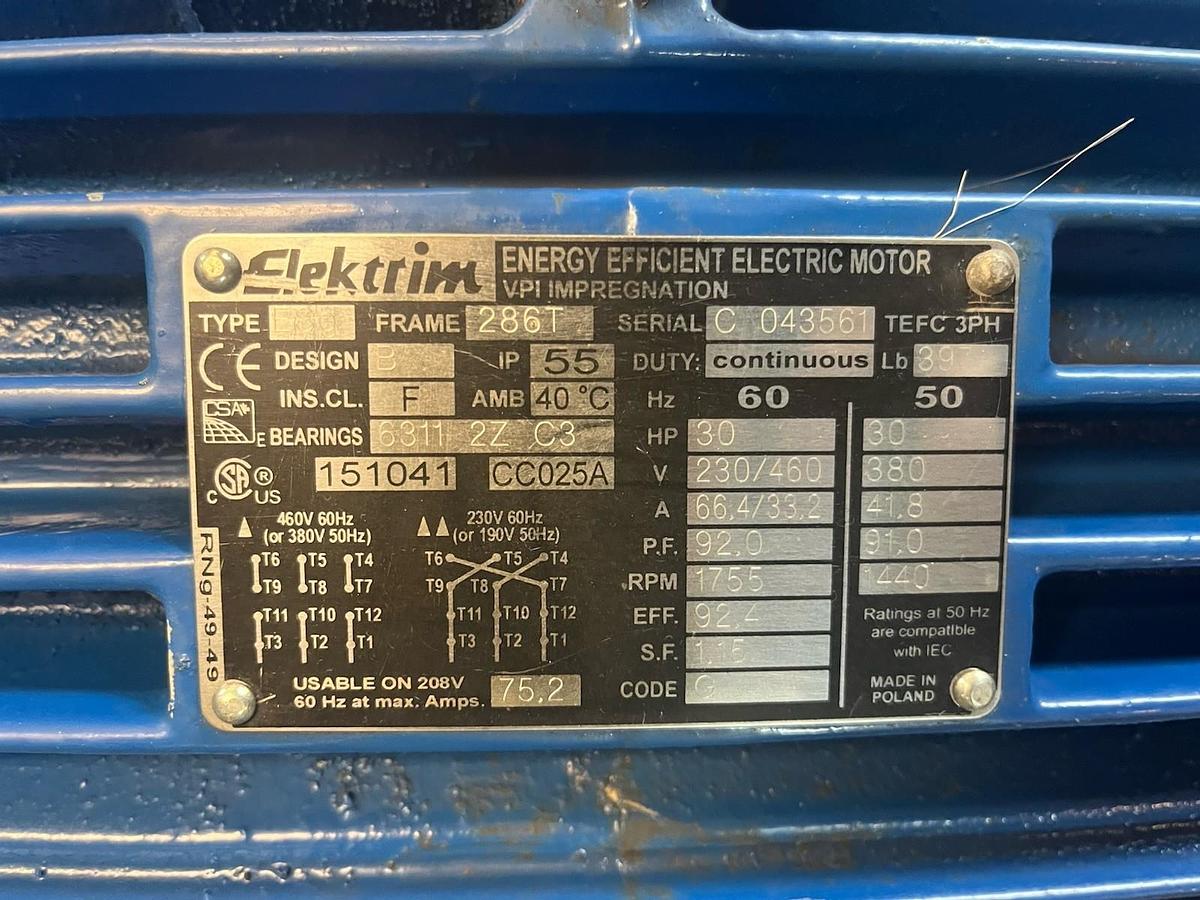 Elektrim ENERGY EFFICIENT ELECTRIC MOTOR
VPI IMPREGNATION
TYPE FRAME 286T SERIAL C 043561 TEFC 3PH
CE DESIGN B IP 55 DUTY: continuous Lb
INS.CL. F AMB 40 °C Hz 60 50
CSA E BEARINGS 6311 2Z C3 HP 30 30
C SA ® US 151041 CC025A V 230/460 380
A 66,4/33,2 41,8
P.F. 92,0 91,0
RPM 1755 1440
EFF. 92,4
S.F. 1,15
CODE G
460V 60Hz
(or 380V 50Hz)
T6 T5 T4
T9 T8 T7
T11 T10 T12
T3 T2 T1
230V 60Hz
(or 190V 50Hz)
T6 T5 T4
T9 T8 T7
T11 T10 T12
T3 T2 T1
RN9-49-49
USABLE ON 208V
60 Hz at max. Amps. 75,2
Ratings at 50 Hz
are compatible
with IEC
MADE IN
POLAND